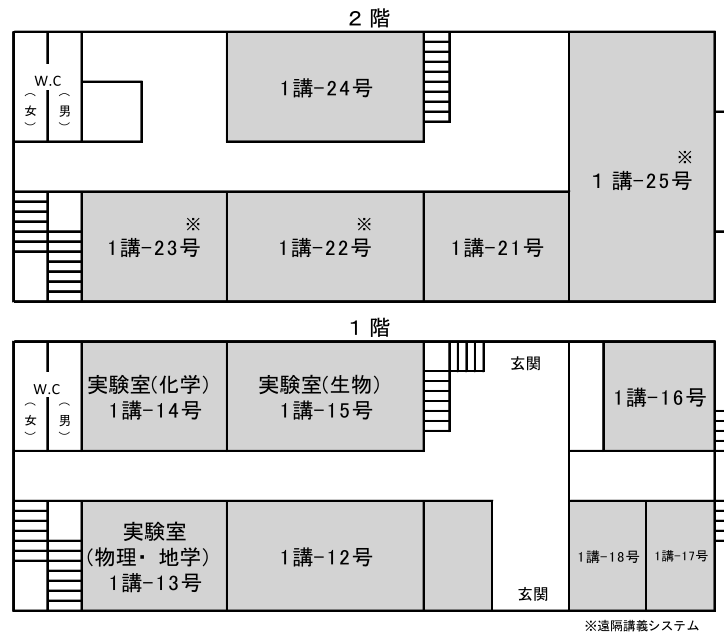 ２ 階
W.C
（女）
（男）
1講-24号
※
１ 講-25号
※
1講-23号
※
1講-22号
1講-21号
１ 階
W.C
（女）
（男）
実験室(化学)
1講-14号
実験室(生物)
1講-15号
玄関
1講-16号
実験室
(物理・ 地学)
1講-13号
1講-12号
玄関
1講-18号
1講-17号
※遠隔講義システム